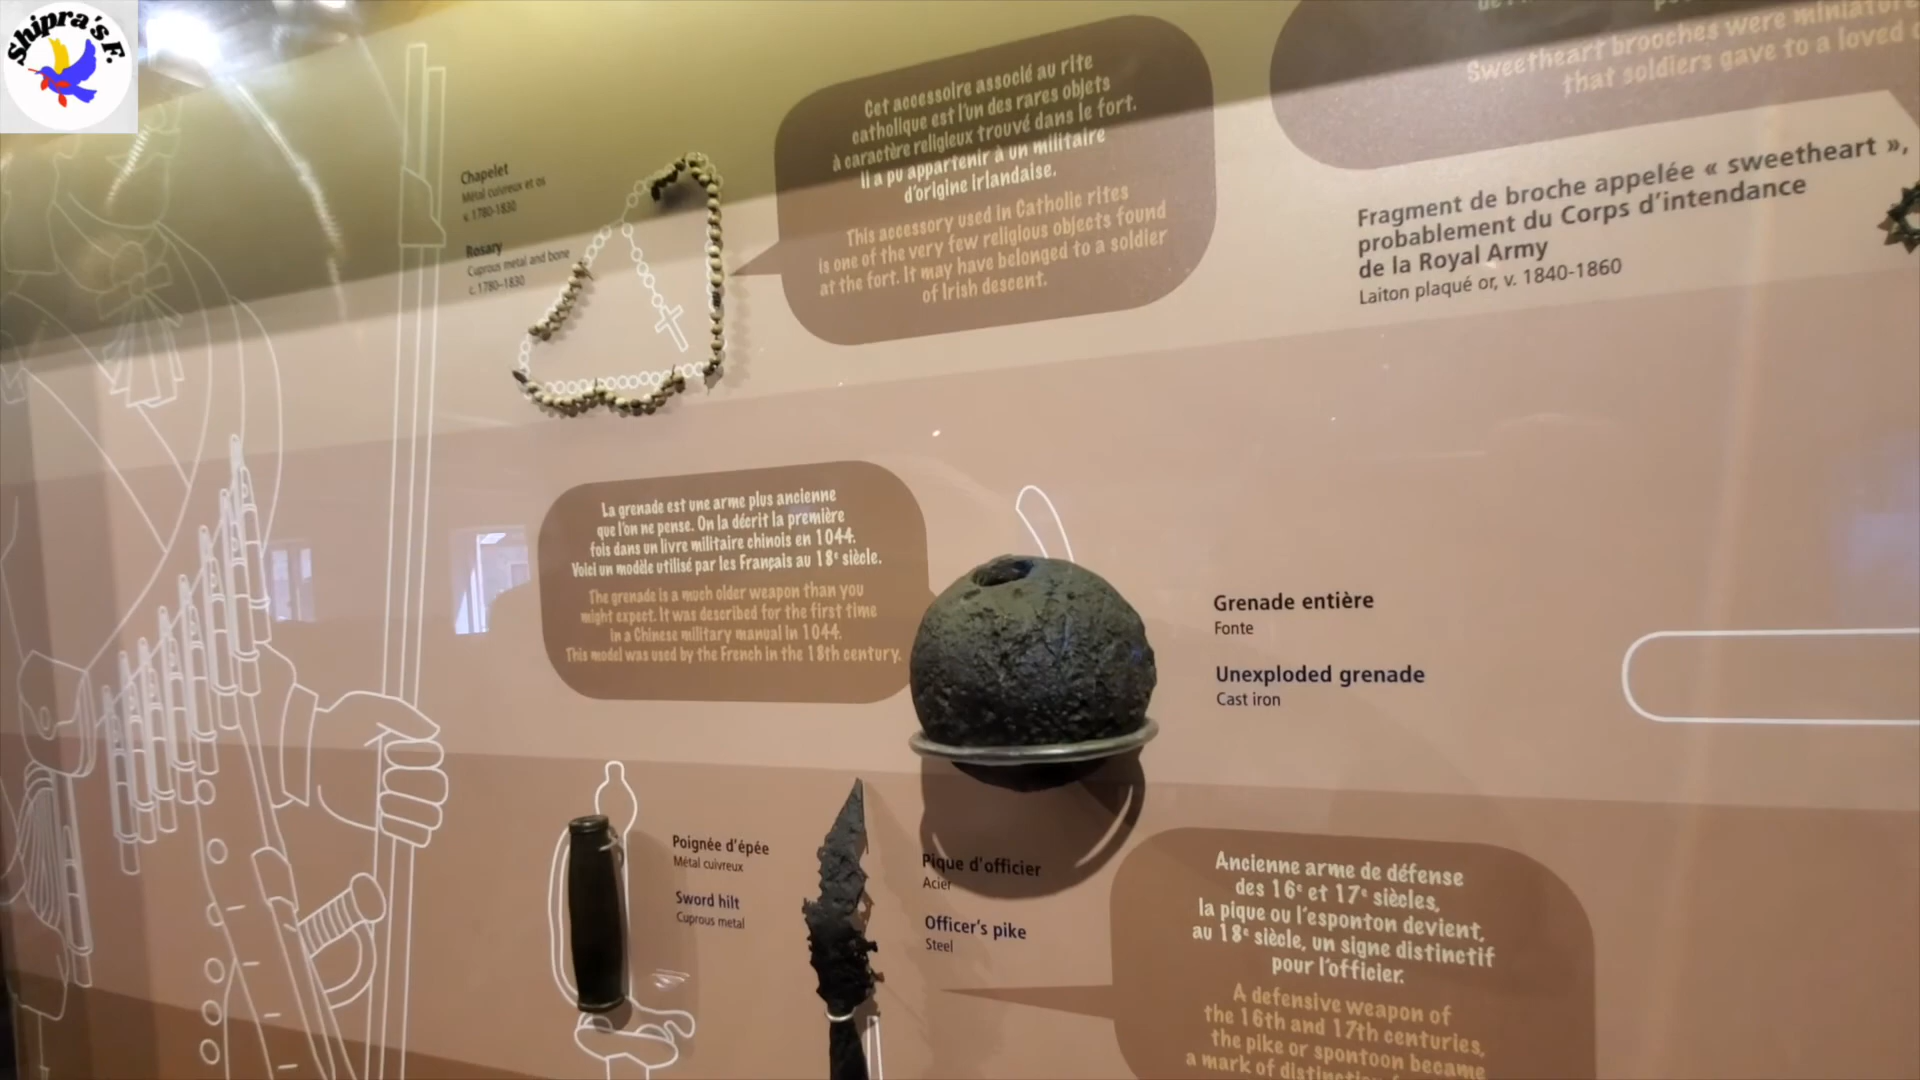 Shipra's F.
Chapelet
Métal cuivreux et os
v. 1780-1830
Rosary
Cuprous metal and bone
c. 1780–1830
Cet accessoire associé au rite
catholique est l'un des rares objets
à caractère religieux trouvé dans le fort.
Il a pu appartenir à un militaire
d'origine irlandaise.
This accessory used in Catholic rites
is one of the very few religious objects found
at the fort. It may have belonged to a soldier
of Irish descent.
Sweetheart brooches were miniature
that soldiers gave to a loved
Fragment de broche appelée « sweetheart »,
probablement du Corps d'intendance
de la Royal Army
Laiton plaqué or, v. 1840-1860
La grenade est une arme plus ancienne
que l'on ne pense. On la décrit la première
fois dans un livre militaire chinois en 1044.
Voici un modèle utilisé par les Français au 18e siècle.
The grenade is a much older weapon than you
might expect. It was described for the first time
in a Chinese military manual in 1044.
This model was used by the French in the 18th century.
Grenade entière
Fonte
Unexploded grenade
Cast iron
Poignée d'épée
Métal cuivreux
Sword hilt
Cuprous metal
Pique d'officier
Acier
Officer's pike
Steel
Ancienne arme de défense
des 16e et 17e siècles,
la pique ou l'esponton devient,
au 18e siècle, un signe distinctif
pour l'officier.
A defensive weapon of
the 16th and 17th centuries,
the pike or spontoon became
a mark of